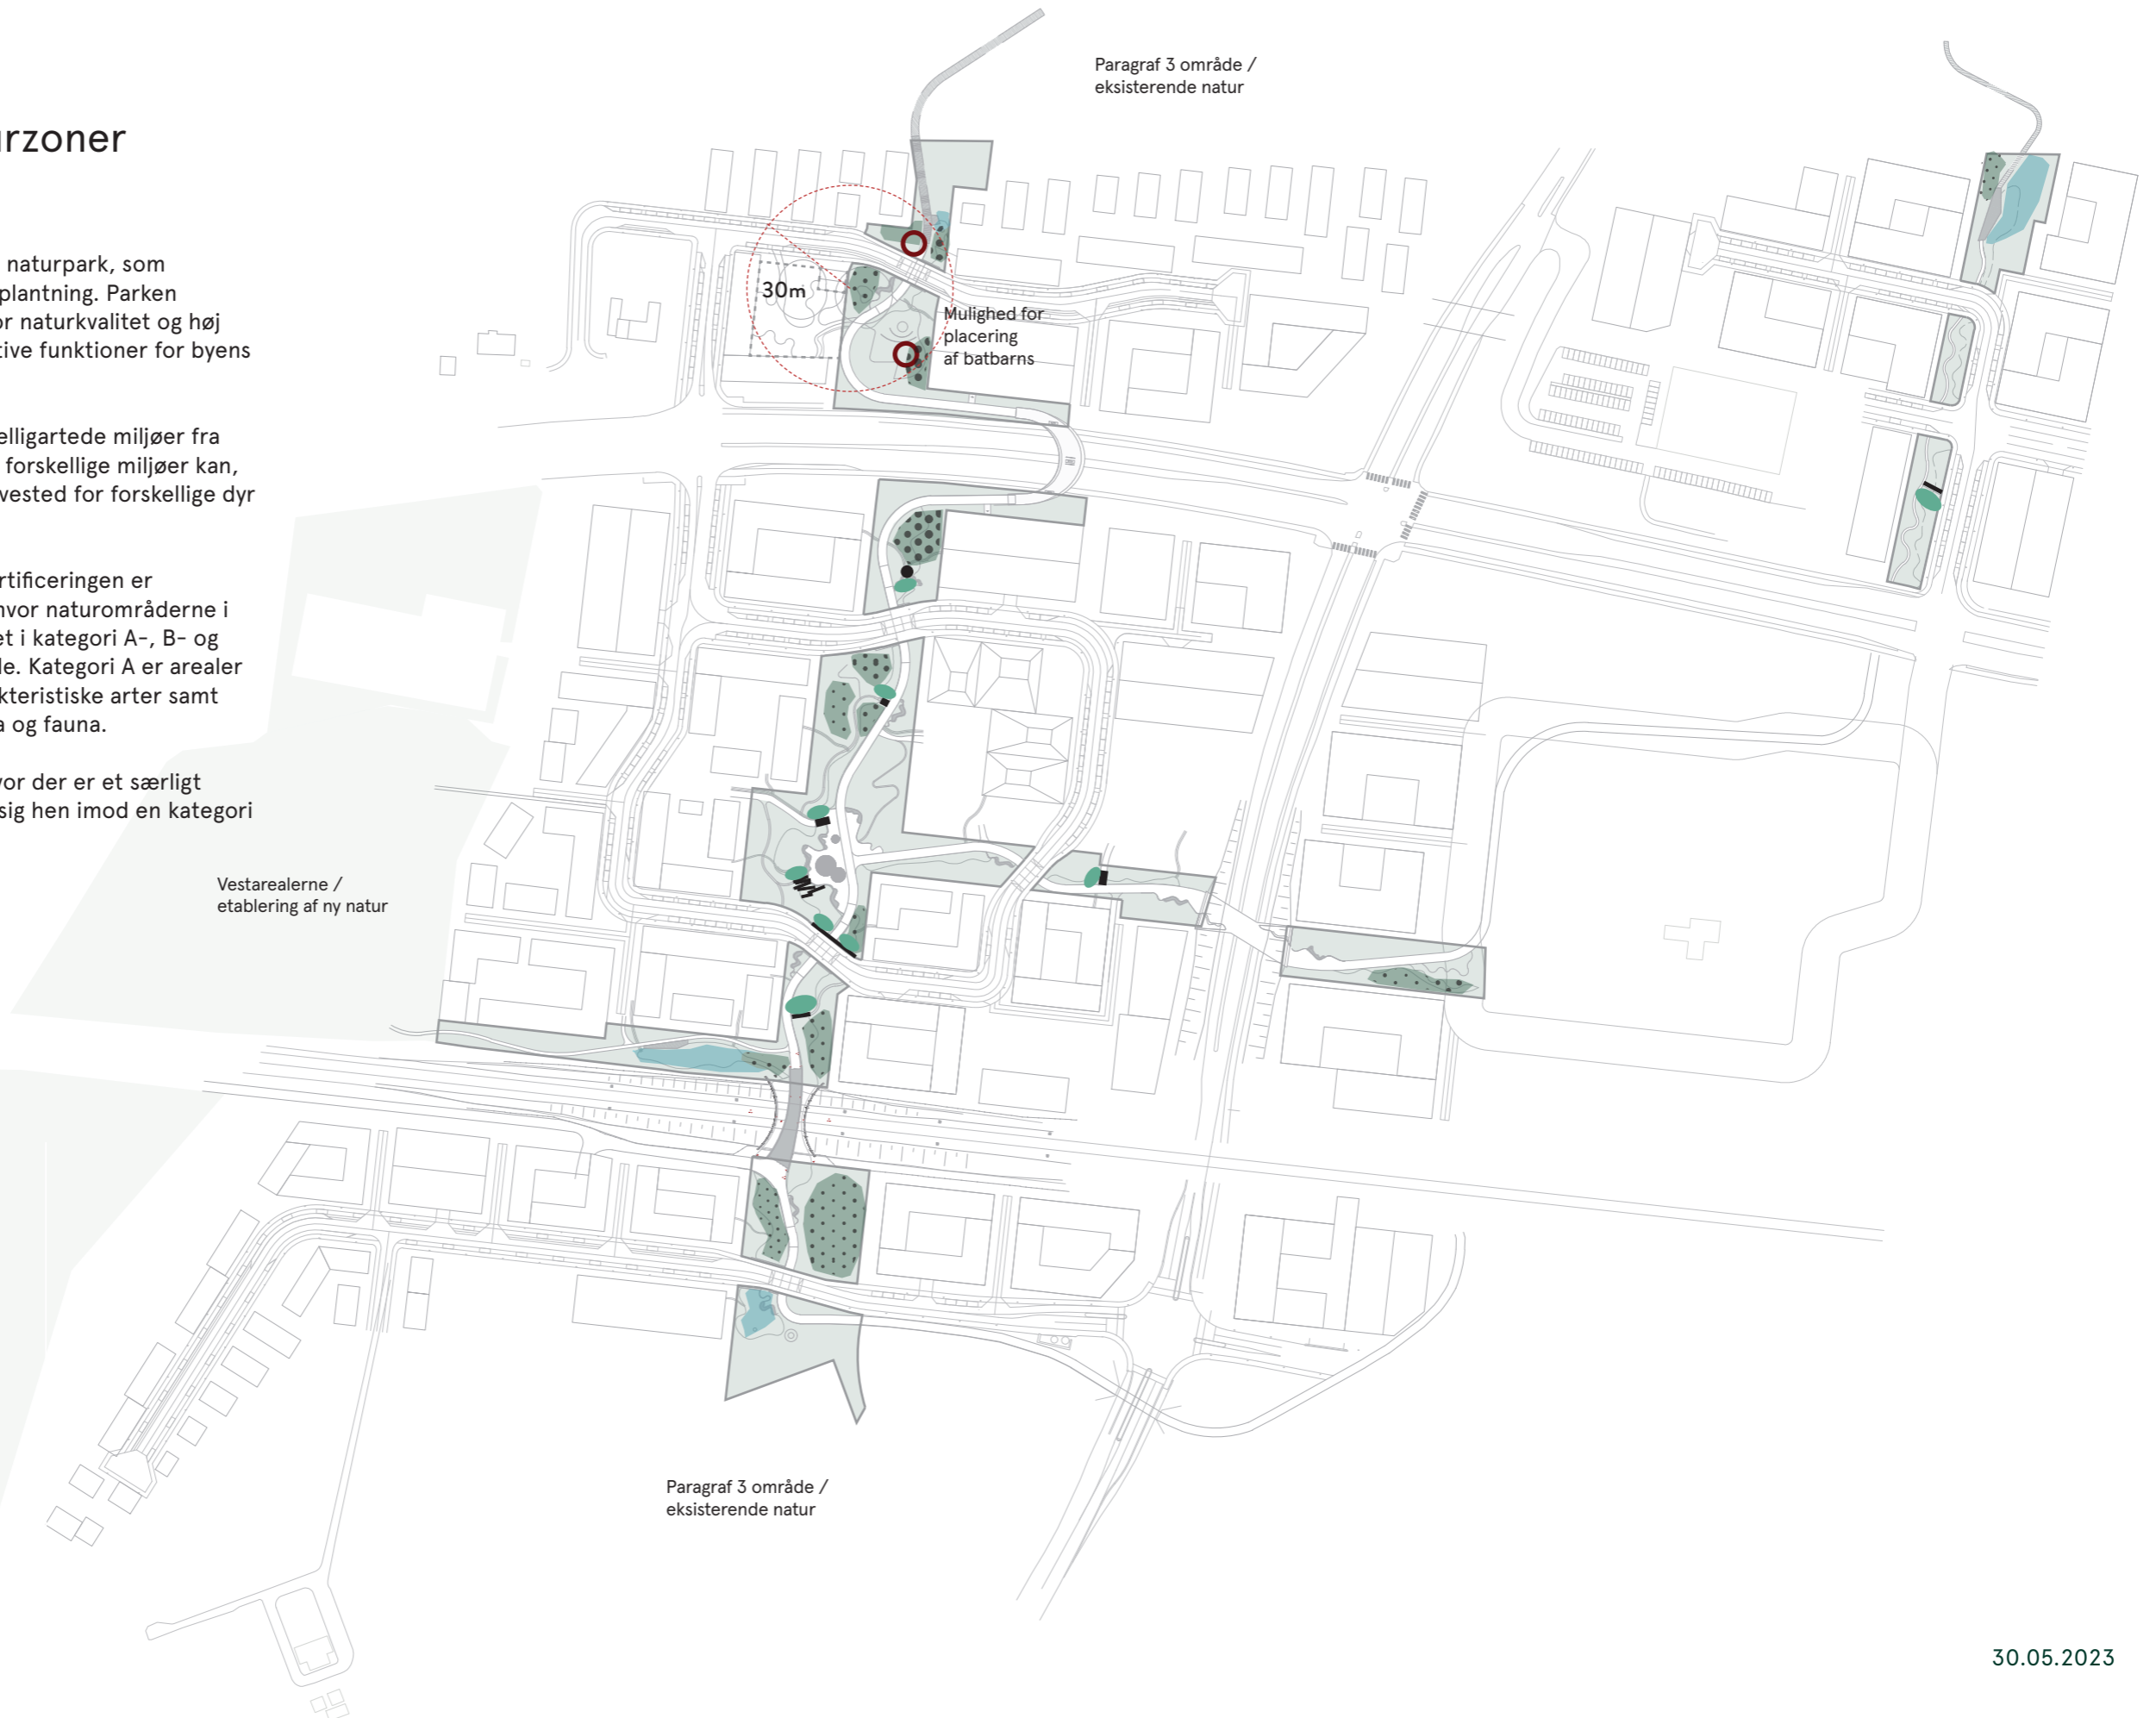 urzoner
naturpark, som
plantning. Parken
or naturkvalitet og høj
tive funktioner for byens
elligartede miljøer fra
forskellige miljøer kan,
vested for forskellige dyr
rtificeringen er
hvor naturområderne i
et i kategori A-, B- og
le. Kategori A er arealer
kteristiske arter samt
a og fauna.
vor der er et særligt
sig hen imod en kategori
Vestarealerne /
etablering af ny natur
Paragraf 3 område /
eksisterende natur
30m
Mulighed for
placering
af batbarns
Paragraf 3 område /
eksisterende natur
30.05.2023